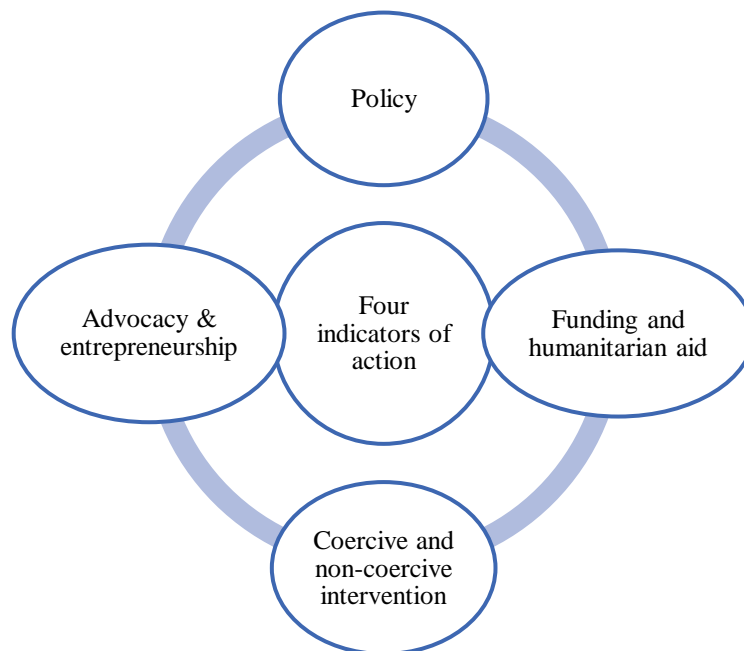 Policy
Advocacy &
entrepreneurship
Four
indicators of
action
Funding and
humanitarian aid
Coercive and
non-coercive
intervention